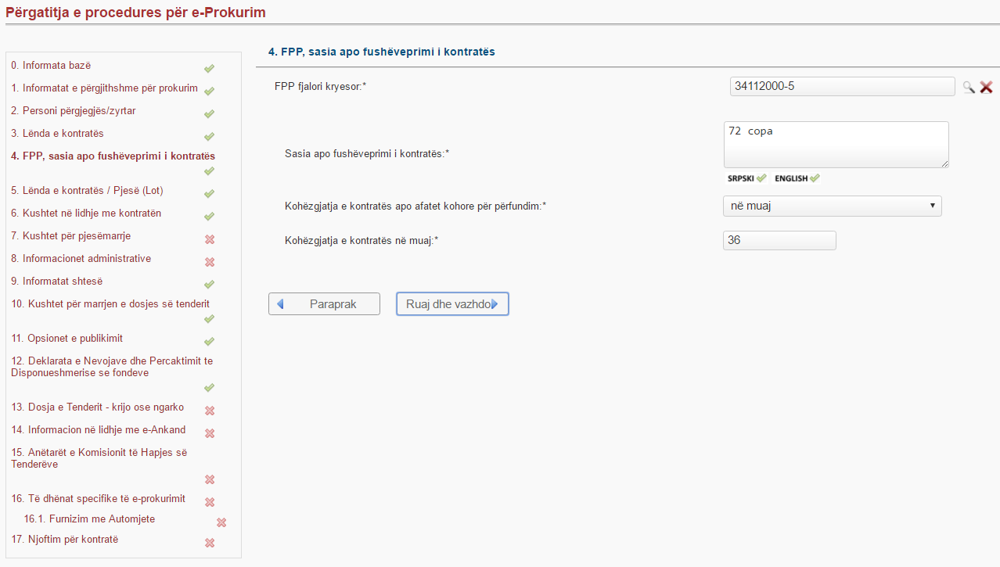 Përgatitja e procedures për e-Prokurim
0. Informata bazë
1. Informatat e përgjithshme për prokurim
2. Personi përgjegjës/zyrtar
3. Lënda e kontratës
4. FPP, sasia apo fushëveprimi i kontratës
5. Lënda e kontratës / Pjesë (Lot)
6. Kushtet në lidhje me kontratën
7. Kushtet për pjesëmarrje
8. Informacionet administrative
9. Informatat shtesë
10. Kushtet për marrjen e dosjes së tenderit
11. Opsionet e publikimit
12. Deklarata e Nevojave dhe Percaktimit te
Disponueshmerise se fondeve
13. Dosja e Tenderit - krijo ose ngarko
14. Informacion në lidhje me e-Ankand
15. Anëtarët e Komisionit të Hapjes së
Tenderëve
16. Të dhënat specifike të e-prokurimit
16.1. Furnizim me Automjete
17. Njoftim për kontratë
4. FPP, sasia apo fushëveprimi i kontratës
FPP fjalori kryesor:*
34112000-5
Sasia apo fushëveprimi i kontratës:*
72 copa
SRPSKI ENGLISH
Kohëzgjatja e kontratës apo afatet kohore për përfundim:*
në muaj
Kohëzgjatja e kontratës në muaj:*
36
Paraprak
Ruaj dhe vazhdo